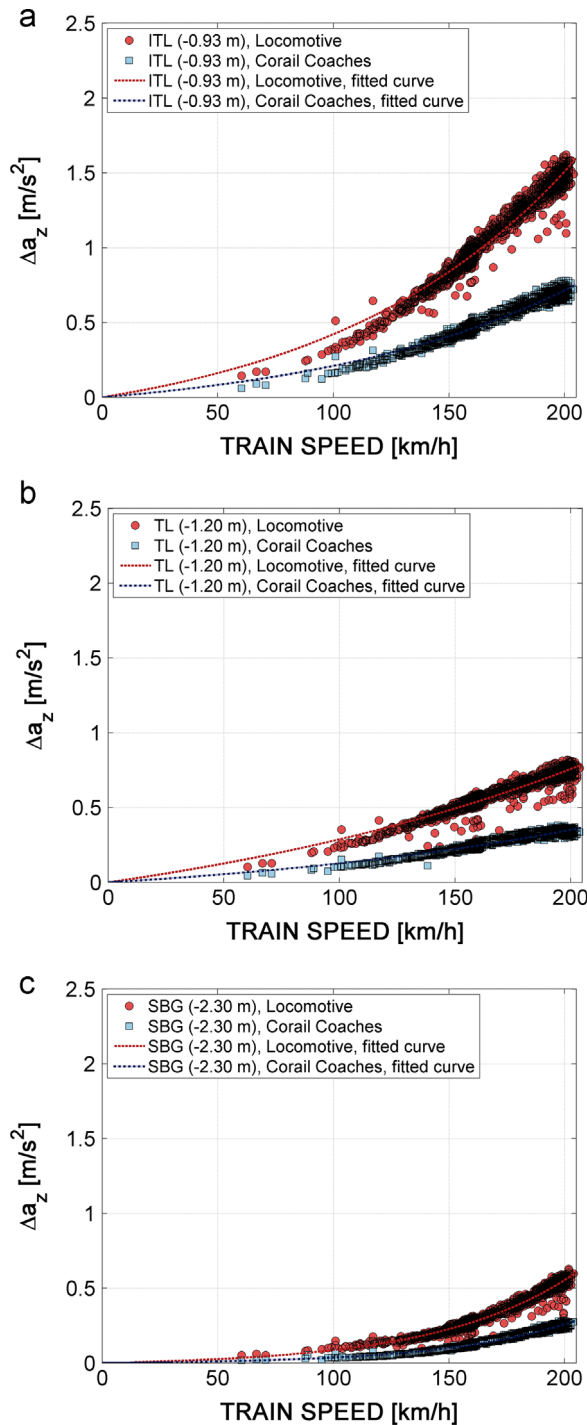 a
2.5
2
1.5
1
0.5
0
Δa_z [m/s²]
ITL (-0.93 m), Locomotive
ITL (-0.93 m), Corail Coaches
ITL (-0.93 m), Locomotive, fitted curve
ITL (-0.93 m), Corail Coaches, fitted curve
0 50 100 150 200
TRAIN SPEED [km/h]
b
2.5
2
1.5
1
0.5
0
Δa_z [m/s²]
TL (-1.20 m), Locomotive
TL (-1.20 m), Corail Coaches
TL (-1.20 m), Locomotive, fitted curve
TL (-1.20 m), Corail Coaches, fitted curve
0 50 100 150 200
TRAIN SPEED [km/h]
c
2.5
2
1.5
1
0.5
0
Δa_z [m/s²]
SBG (-2.30 m), Locomotive
SBG (-2.30 m), Corail Coaches
SBG (-2.30 m), Locomotive, fitted curve
SBG (-2.30 m), Corail Coaches, fitted curve
0 50 100 150 200
TRAIN SPEED [km/h]